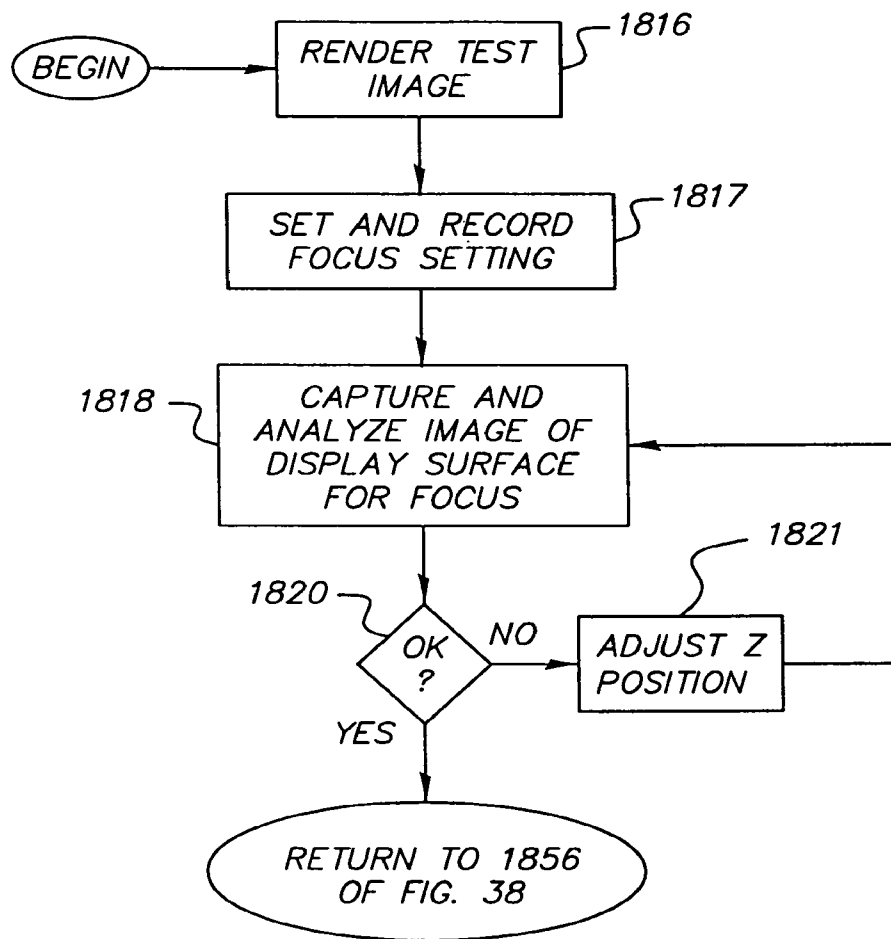 1816
BEGIN
RENDER TEST
IMAGE
1817
SET AND RECORD
FOCUS SETTING
1818
CAPTURE AND
ANALYZE IMAGE OF
DISPLAY SURFACE
FOR FOCUS
1820
OK
?
NO
YES
1821
ADJUST Z
POSITION
RETURN TO 1856
OF FIG. 38